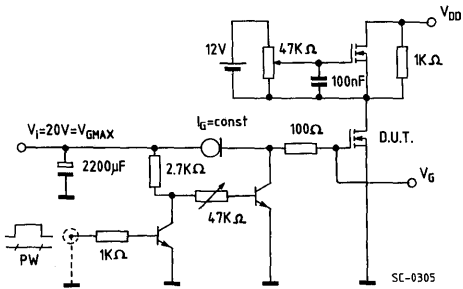 V_DD
12V
47KΩ
100nF
1KΩ
V_i=20V=V_GMAX
I_G=const
100Ω
D.U.T.
2200µF
2.7KΩ
47KΩ
V_G
1KΩ
PW
SC-0305